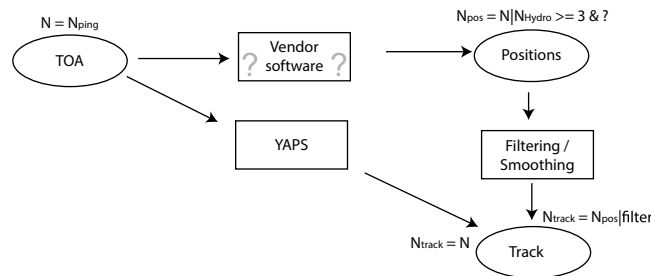 N = Nping
Npos = N|NHydro >= 3 & ?
TOA
? Vendor software ?
Positions
YAPS
Filtering /
Smoothing
Ntrack = Npos|filter
Ntrack = N
Track